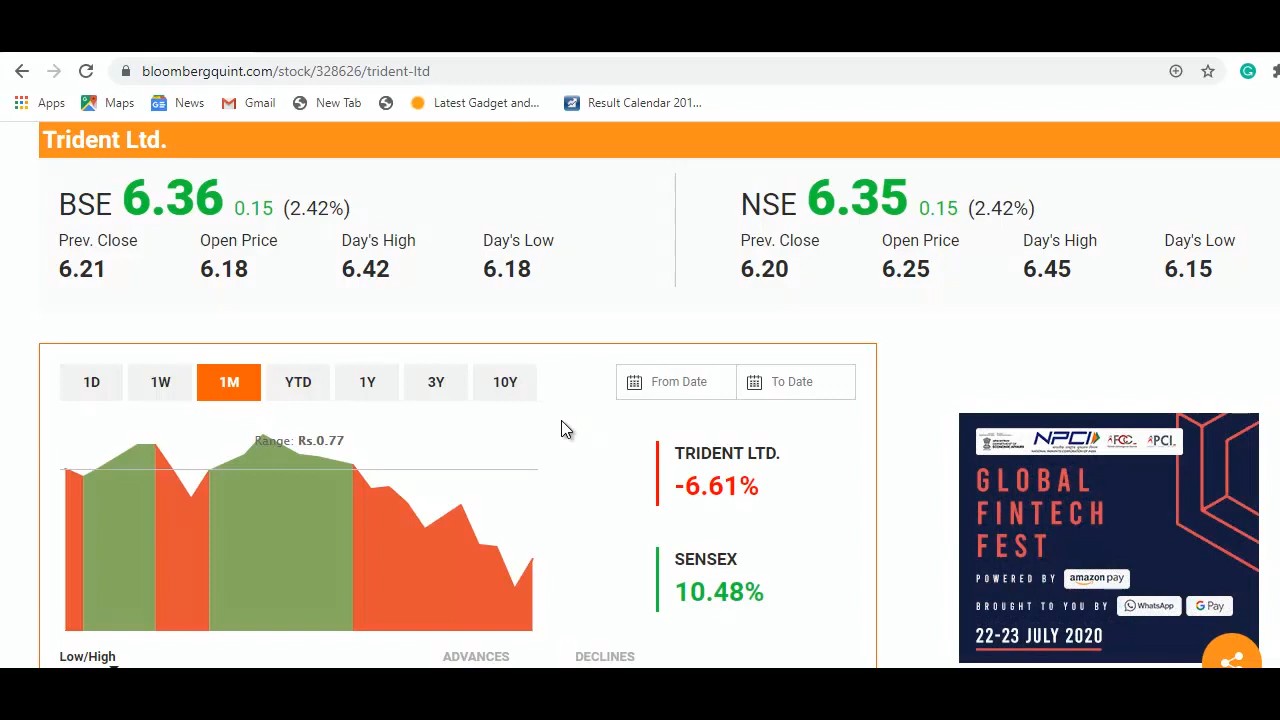 bloombergquint.com/stock/328626/trident-ltd
Apps Maps News Gmail New Tab Latest Gadget and... Result Calendar 201...
Trident Ltd.
BSE 6.36 0.15 (2.42%)
Prev. Close Open Price Day's High Day's Low
6.21 6.18 6.42 6.18
NSE 6.35 0.15 (2.42%)
Prev. Close Open Price Day's High Day's Low
6.20 6.25 6.45 6.15
1D 1W 1M YTD 1Y 3Y 10Y
From Date To Date
Range: Rs.0.77
TRIDENT LTD.
-6.61%
SENSEX
10.48%
Low/High ADVANCES DECLINES
NPCI
GLOBAL
FINTECH
FEST
POWERED BY amazon pay
BROUGHT TO YOU BY WhatsApp G Pay
22-23 JULY 2020